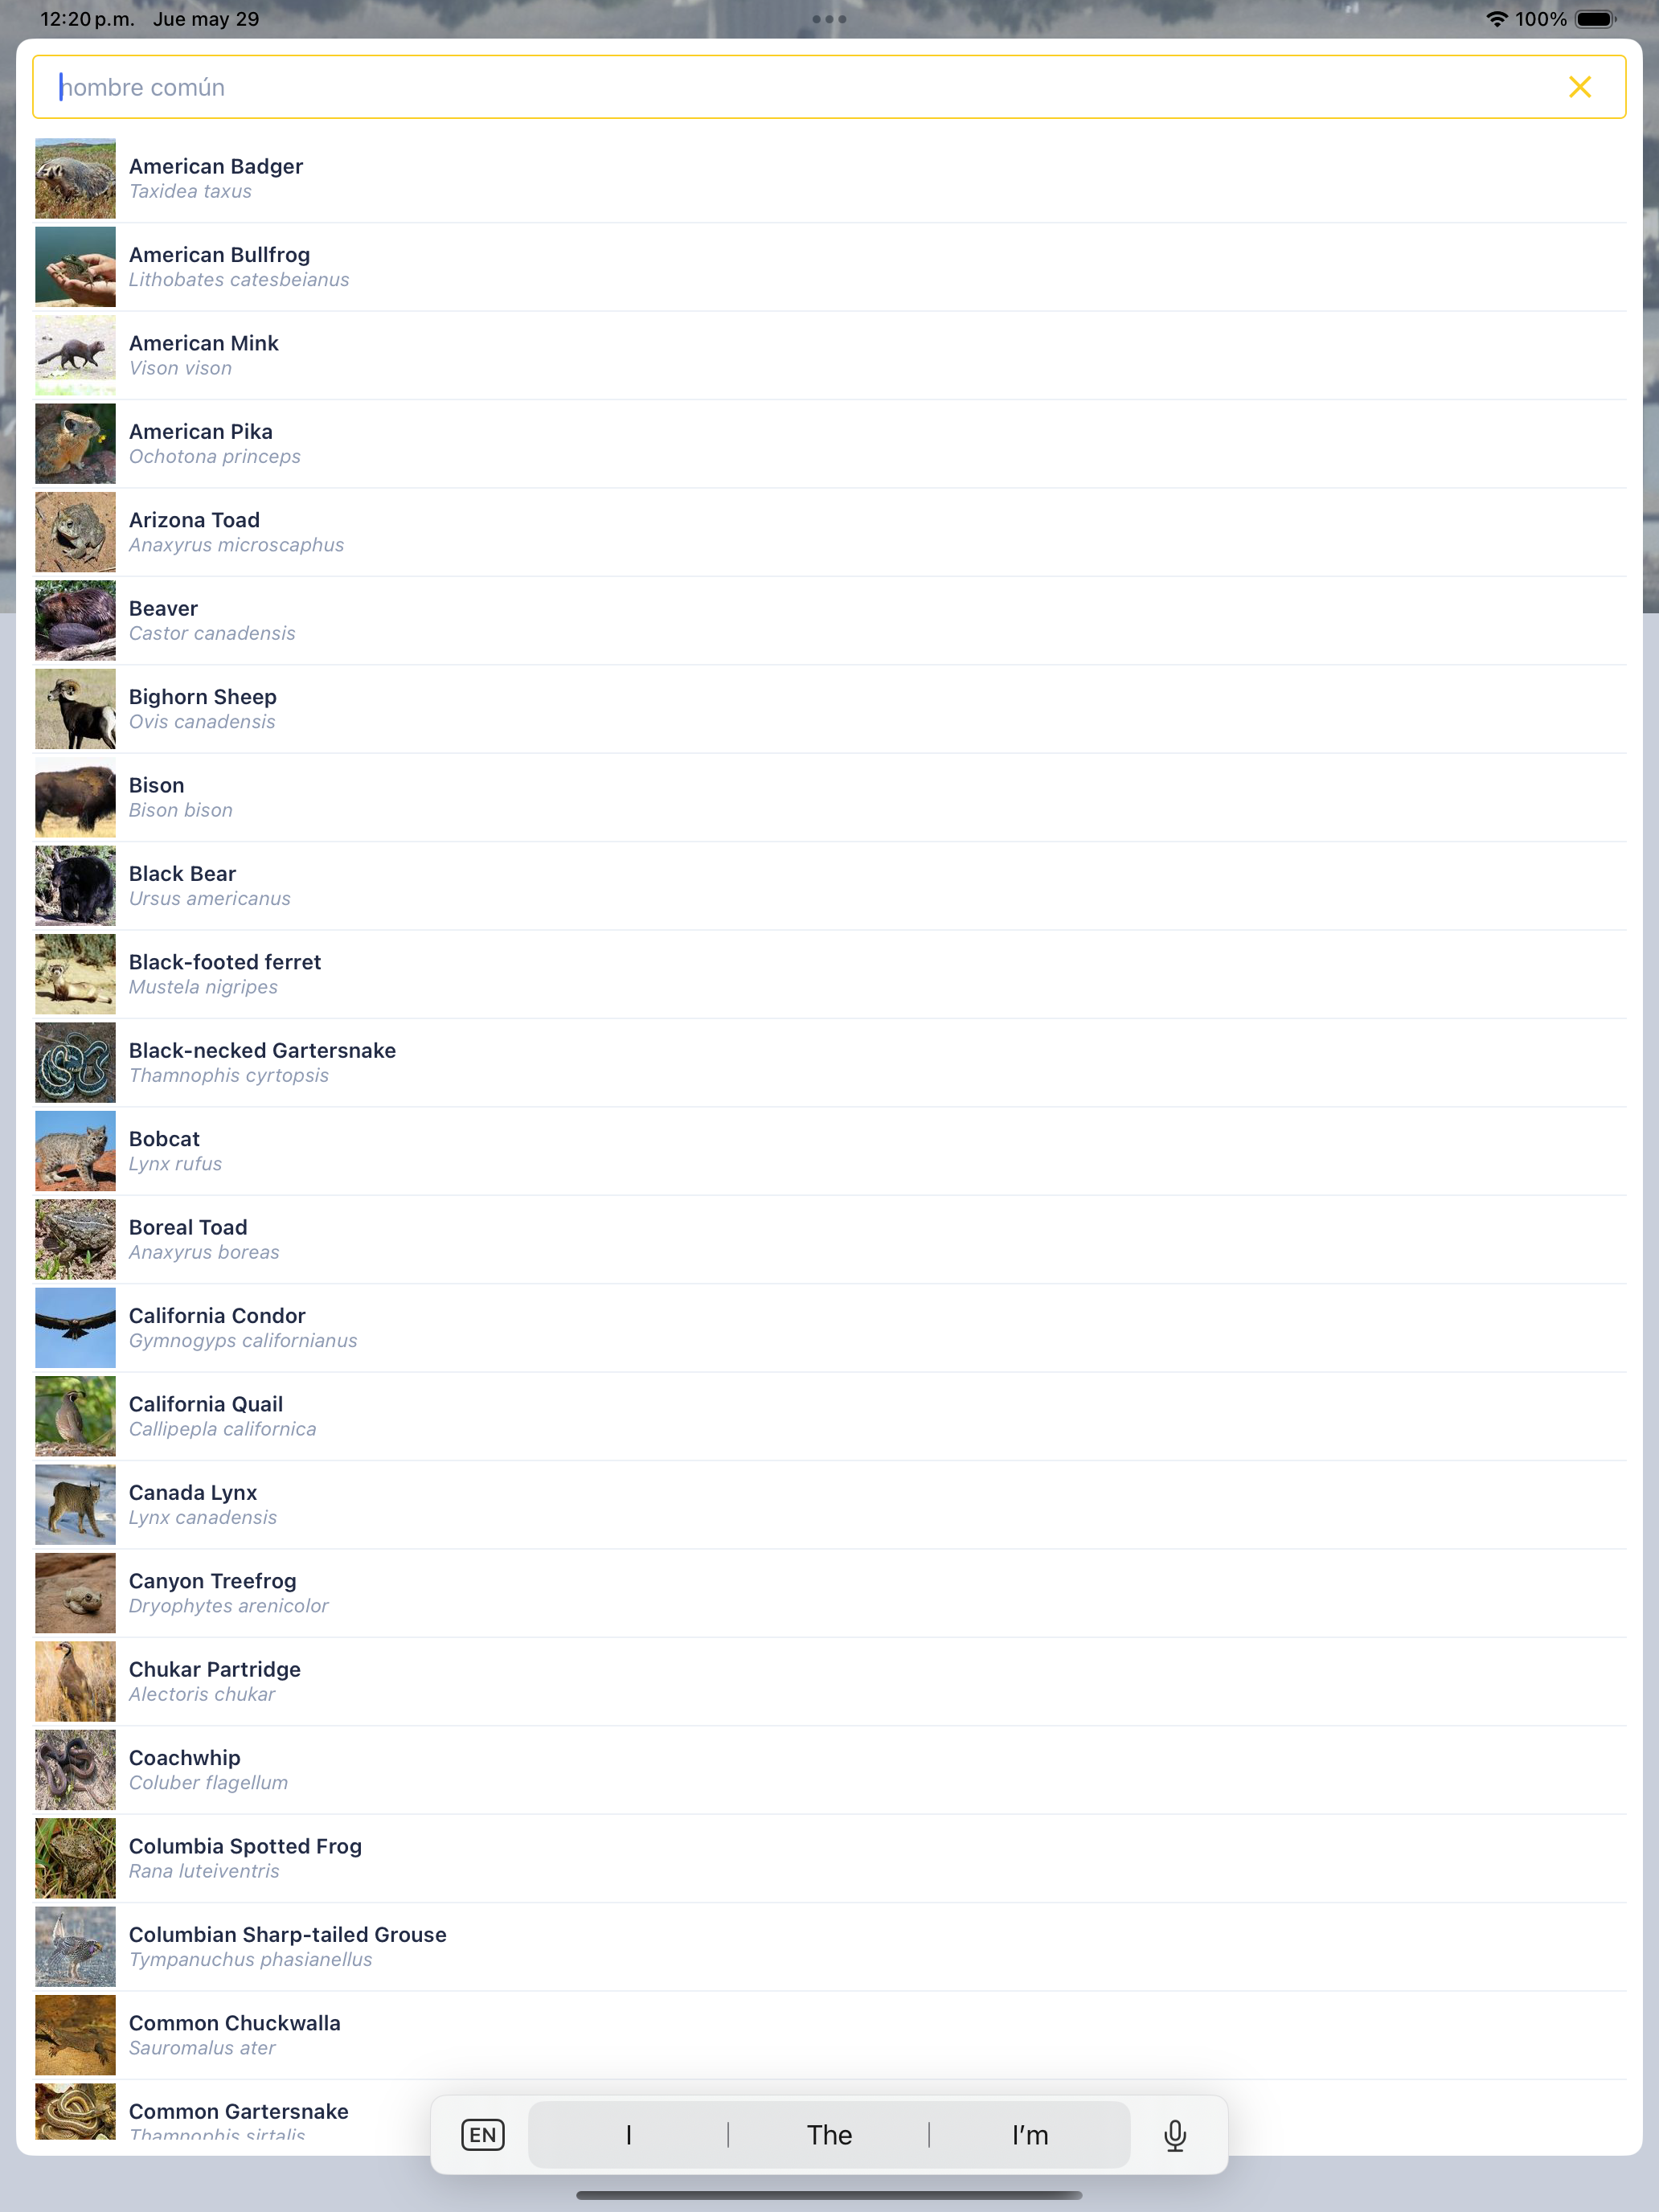 12:20 p.m. Jue may 29
100%
nombre común
American Badger
Taxidea taxus
American Bullfrog
Lithobates catesbeianus
American Mink
Vison vison
American Pika
Ochotona princeps
Arizona Toad
Anaxyrus microscaphus
Beaver
Castor canadensis
Bighorn Sheep
Ovis canadensis
Bison
Bison bison
Black Bear
Ursus americanus
Black-footed ferret
Mustela nigripes
Black-necked Gartersnake
Thamnophis cyrtopsis
Bobcat
Lynx rufus
Boreal Toad
Anaxyrus boreas
California Condor
Gymnogyps californianus
California Quail
Callipepla californica
Canada Lynx
Lynx canadensis
Canyon Treefrog
Dryophytes arenicolor
Chukar Partridge
Alectoris chukar
Coachwhip
Coluber flagellum
Columbia Spotted Frog
Rana luteiventris
Columbian Sharp-tailed Grouse
Tympanuchus phasianellus
Common Chuckwalla
Sauromalus ater
Common Gartersnake
Thamnophis sirtalis
EN I The I'm